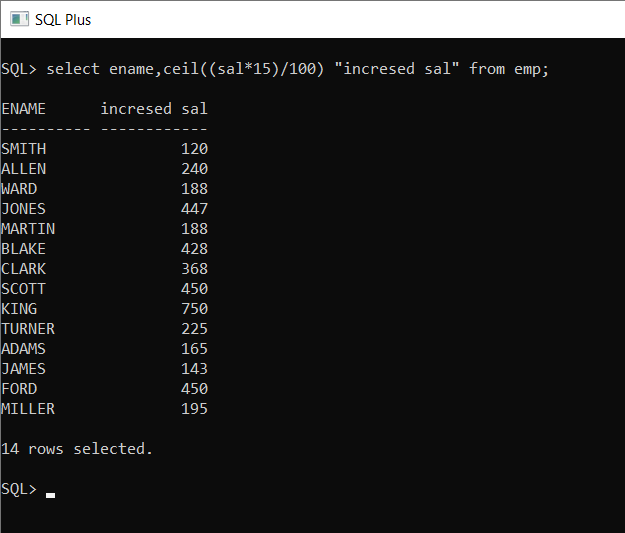 SQL Plus
SQL> select ename,ceil((sal*15)/100) "incresed sal" from emp;
ENAME      incresed sal
---------- ------------
SMITH               120
ALLEN               240
WARD                188
JONES               447
MARTIN              188
BLAKE               428
CLARK               368
SCOTT               450
KING                750
TURNER              225
ADAMS               165
JAMES               143
FORD                450
MILLER              195
14 rows selected.
SQL>